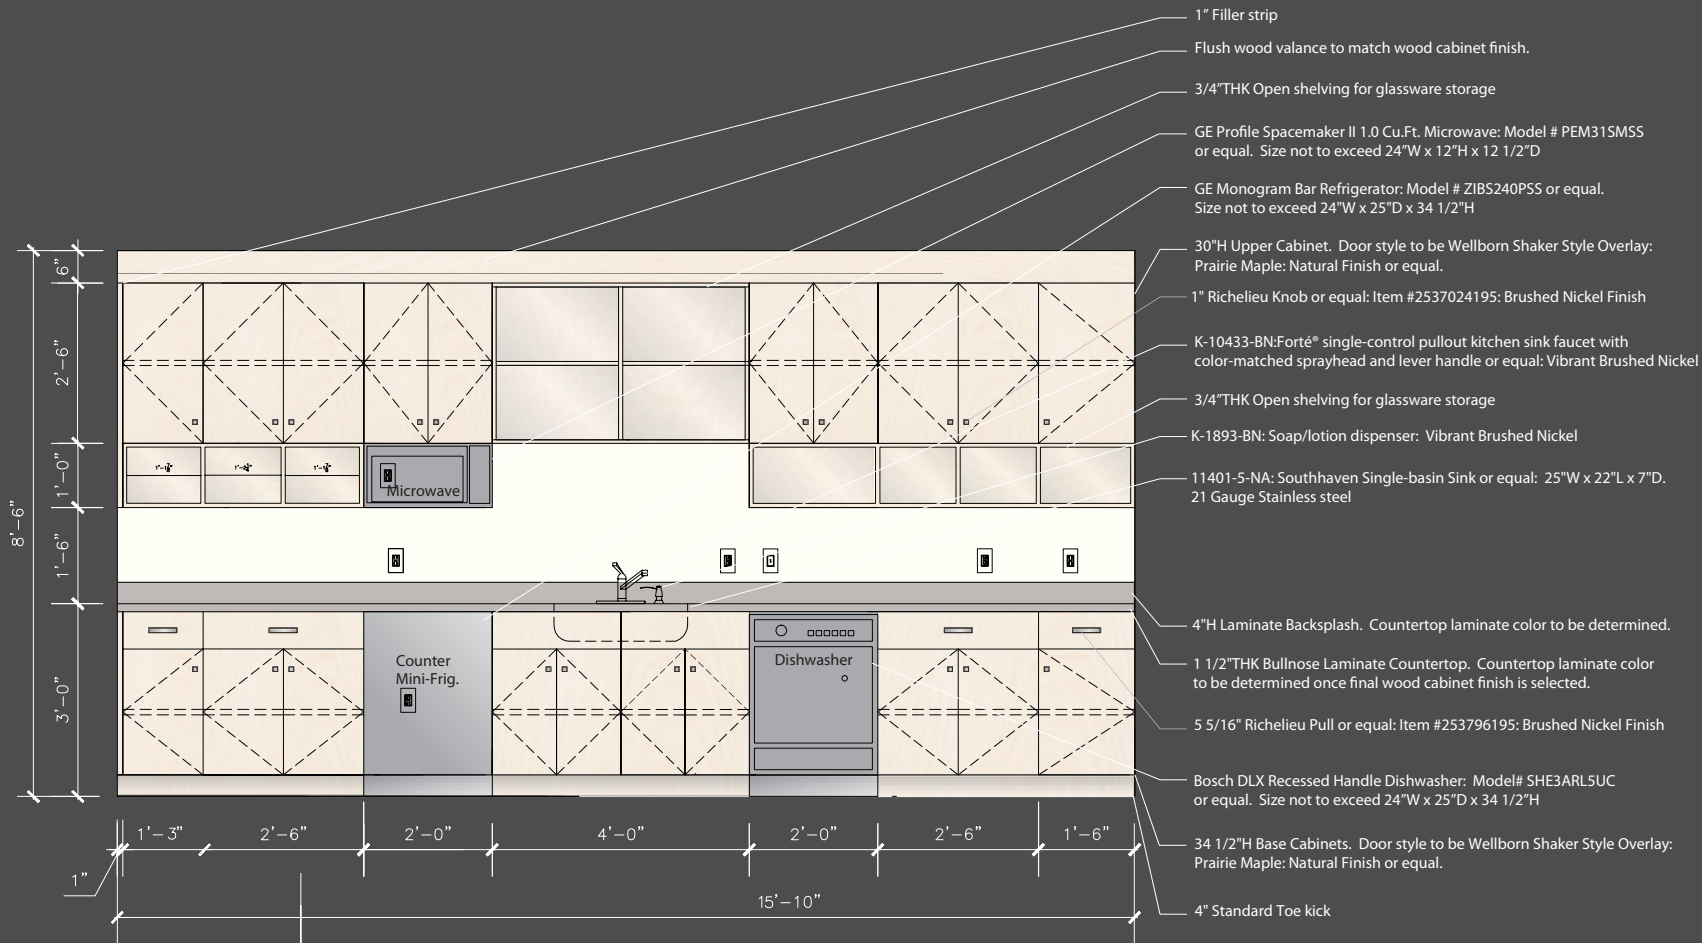 1" Filler strip
Flush wood valance to match wood cabinet finish.
3/4"THK Open shelving for glassware storage
GE Profile Spacemaker II 1.0 Cu.Ft. Microwave: Model # PEM31SMSS
or equal.  Size not to exceed 24"W x 12"H x 12 1/2"D
GE Monogram Bar Refrigerator: Model # ZIBS240PSS or equal.
Size not to exceed 24"W x 25"D x 34 1/2"H
30"H Upper Cabinet.  Door style to be Wellborn Shaker Style Overlay:
Prairie Maple: Natural Finish or equal.
1" Richelieu Knob or equal: Item #2537024195: Brushed Nickel Finish
K-10433-BN:Forté® single-control pullout kitchen sink faucet with
color-matched sprayhead and lever handle or equal: Vibrant Brushed Nickel
3/4"THK Open shelving for glassware storage
K-1893-BN: Soap/lotion dispenser:  Vibrant Brushed Nickel
11401-5-NA: Southhaven Single-basin Sink or equal:  25"W x 22"L x 7"D.
21 Gauge Stainless steel
4"H Laminate Backsplash.  Countertop laminate color to be determined.
1 1/2"THK Bullnose Laminate Countertop.  Countertop laminate color
to be determined once final wood cabinet finish is selected.
5 5/16" Richelieu Pull or equal: Item #253796195: Brushed Nickel Finish
Bosch DLX Recessed Handle Dishwasher:  Model# SHE3ARL5UC
or equal.  Size not to exceed 24"W x 25"D x 34 1/2"H
34 1/2"H Base Cabinets.  Door style to be Wellborn Shaker Style Overlay:
Prairie Maple: Natural Finish or equal.
4" Standard Toe kick
6"
2'-6"
1'-0"
1'-6"
3'-0"
8'-6"
Microwave
Counter
Mini-Frig.
Dishwasher
1'-3"
2'-6"
2'-0"
4'-0"
2'-0"
2'-6"
1'-6"
1"
15'-10"